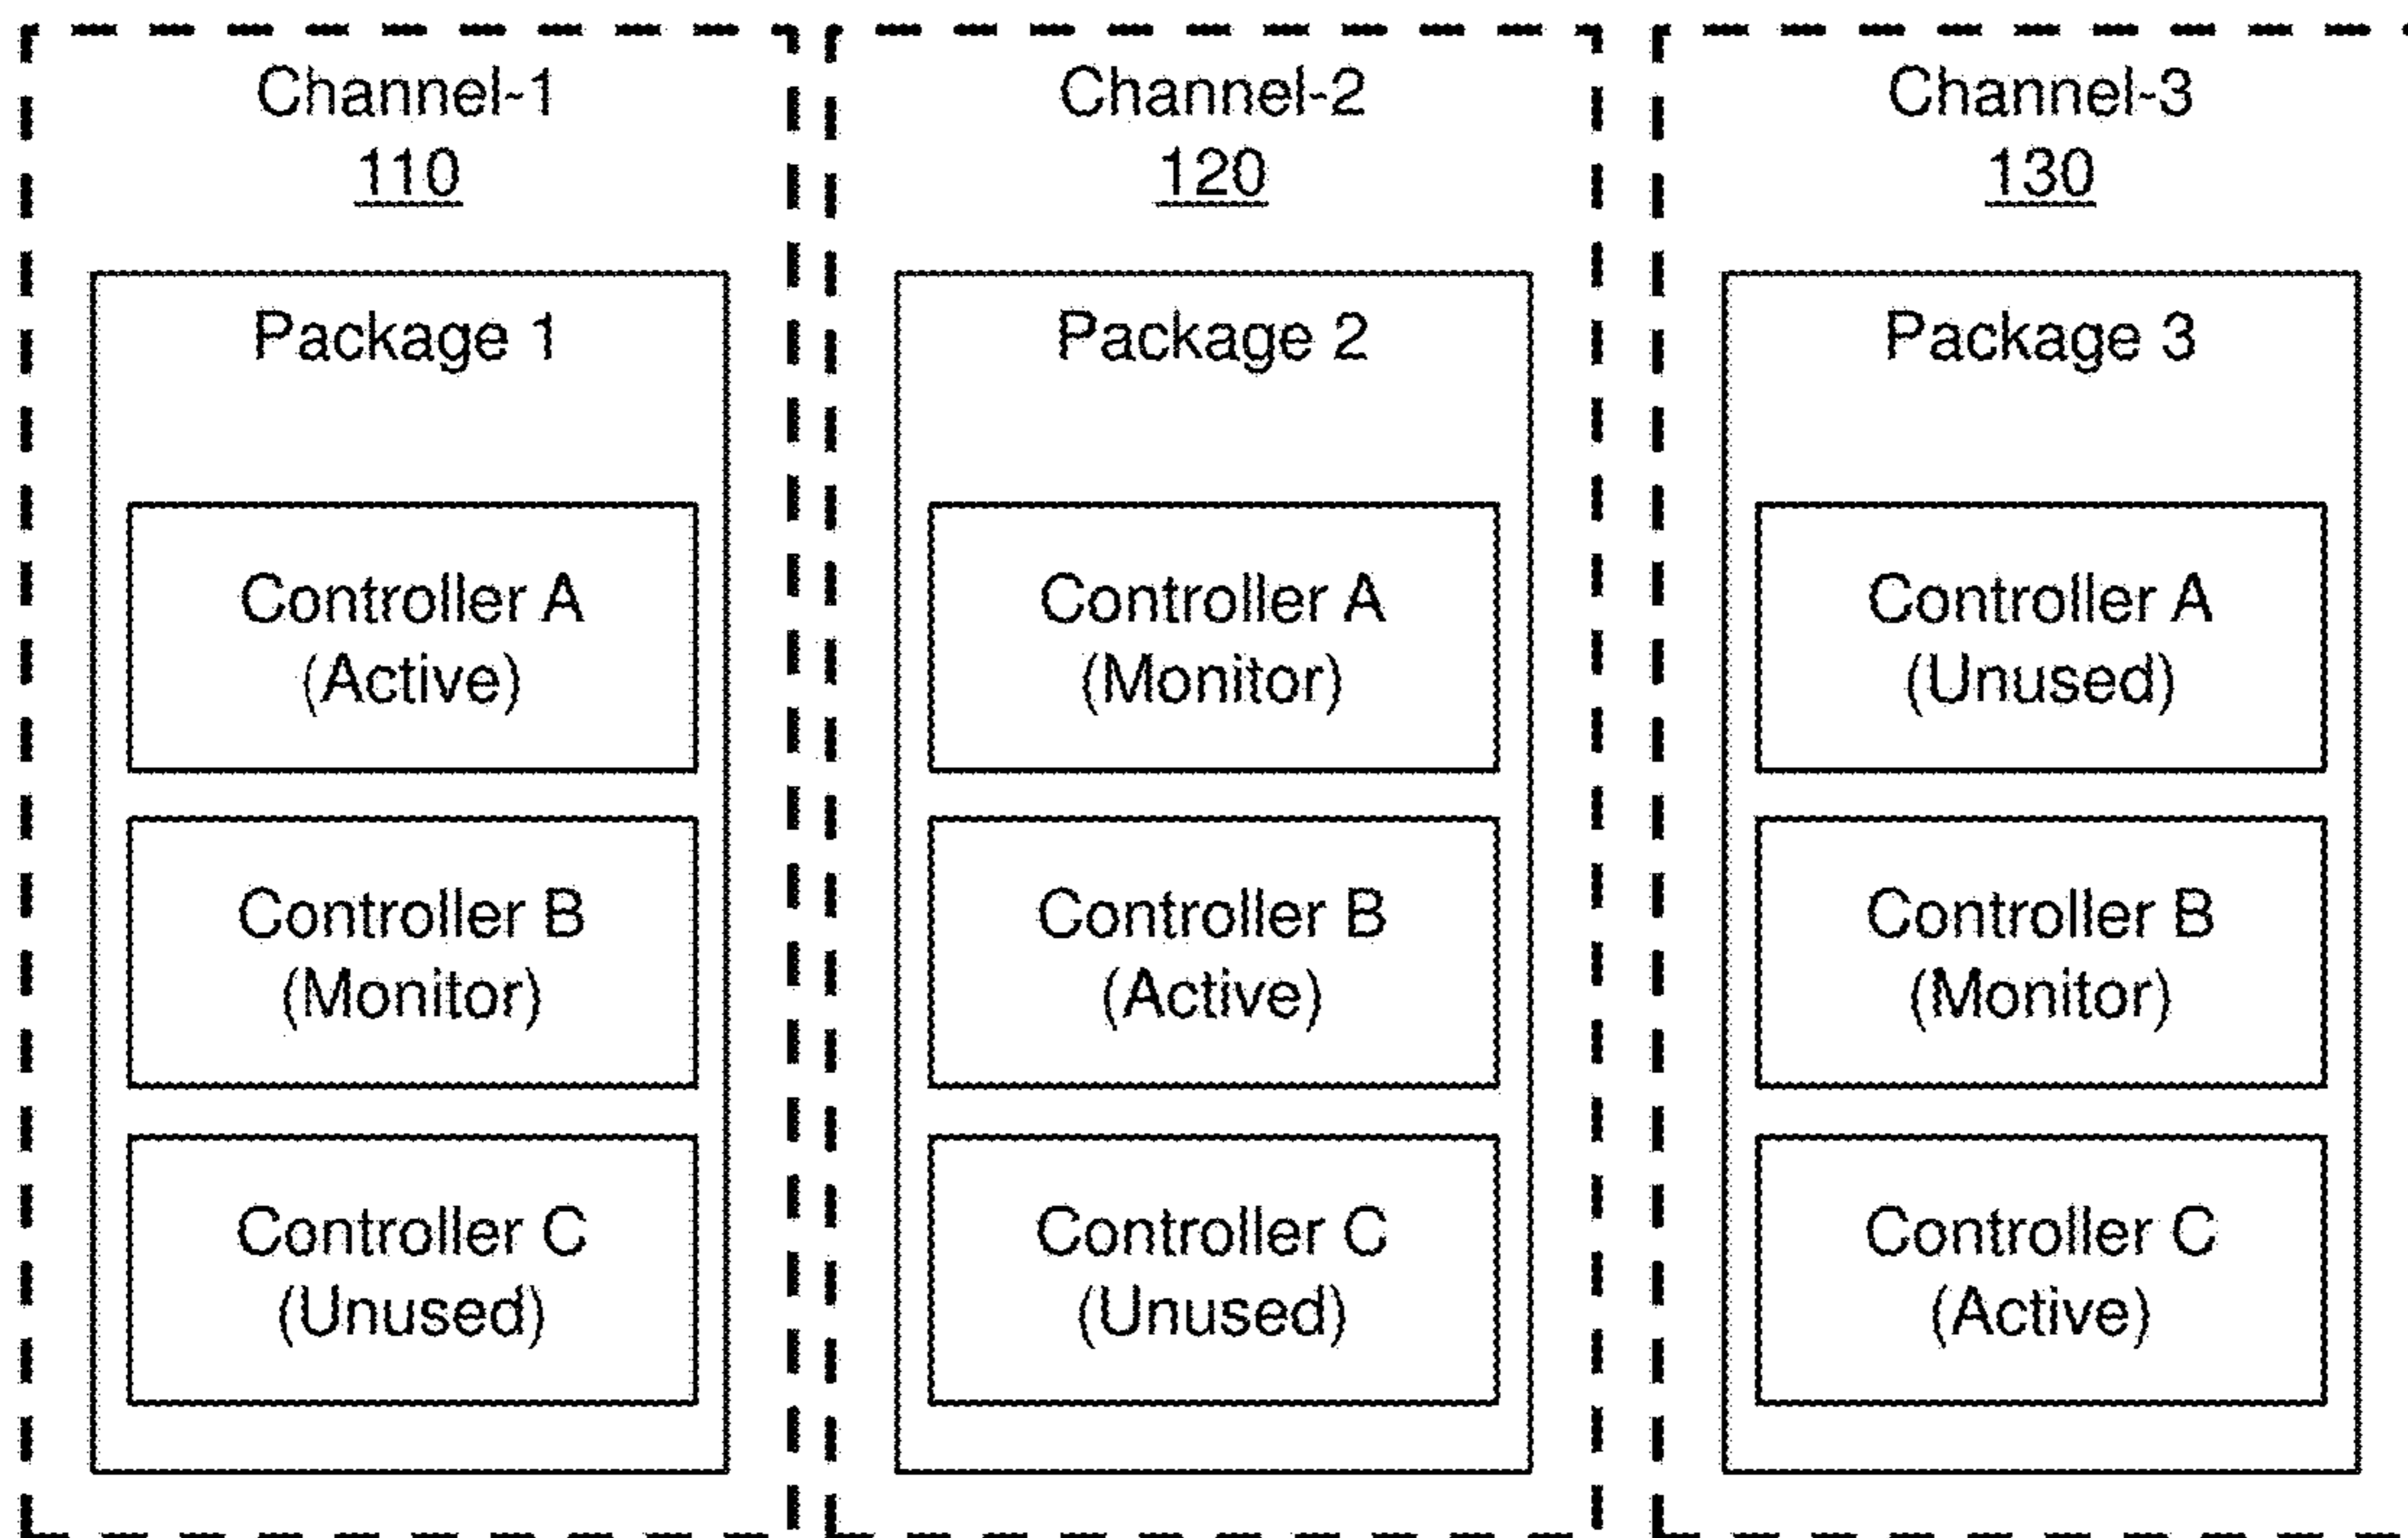 Channel-1
110
Package 1
Controller A
(Active)
Controller B
(Monitor)
Controller C
(Unused)
Channel-2
120
Package 2
Controller A
(Monitor)
Controller B
(Active)
Controller C
(Unused)
Channel-3
130
Package 3
Controller A
(Unused)
Controller B
(Monitor)
Controller C
(Active)